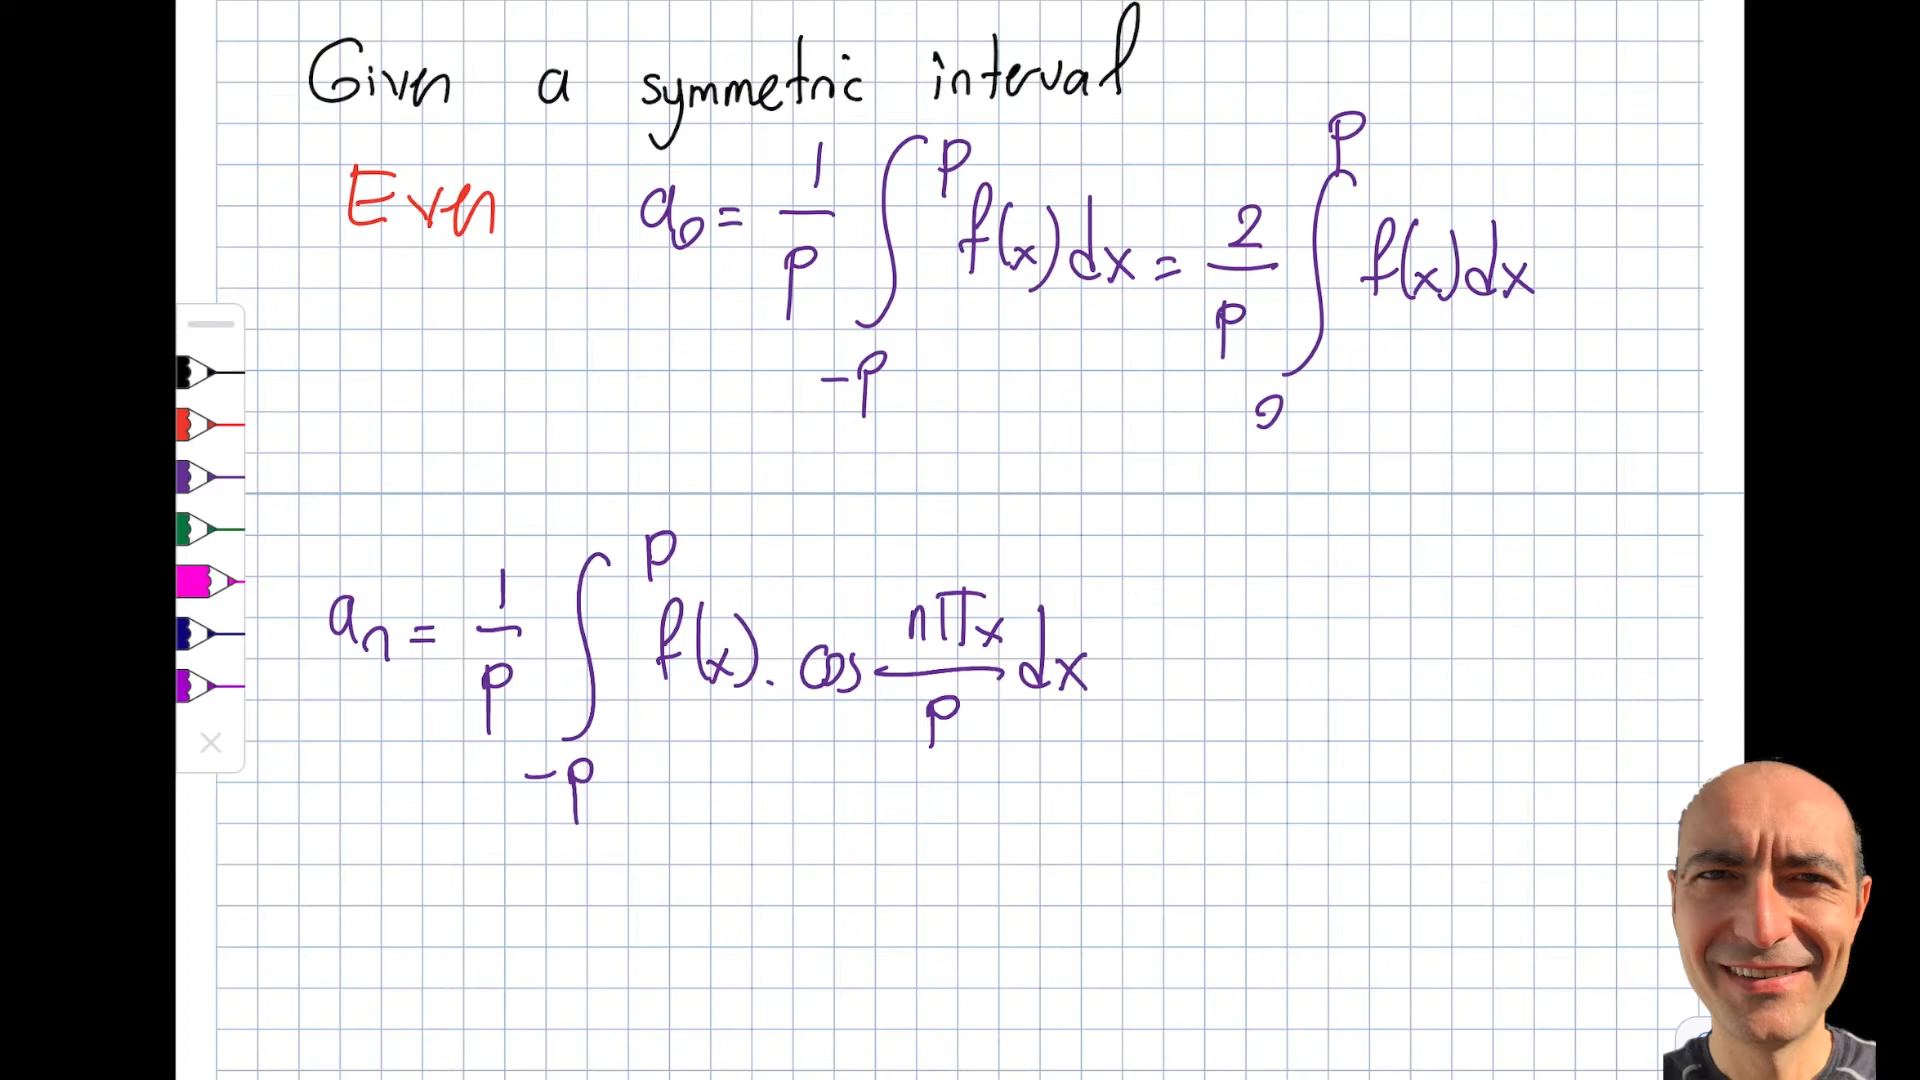 Given a symmetric interval
Even a₀ = 1/p ∫_{-p}^{p} f(x)dx = 2/p ∫_{0}^{p} f(x)dx
aₙ = 1/p ∫_{-p}^{p} f(x). cos nπx/p dx